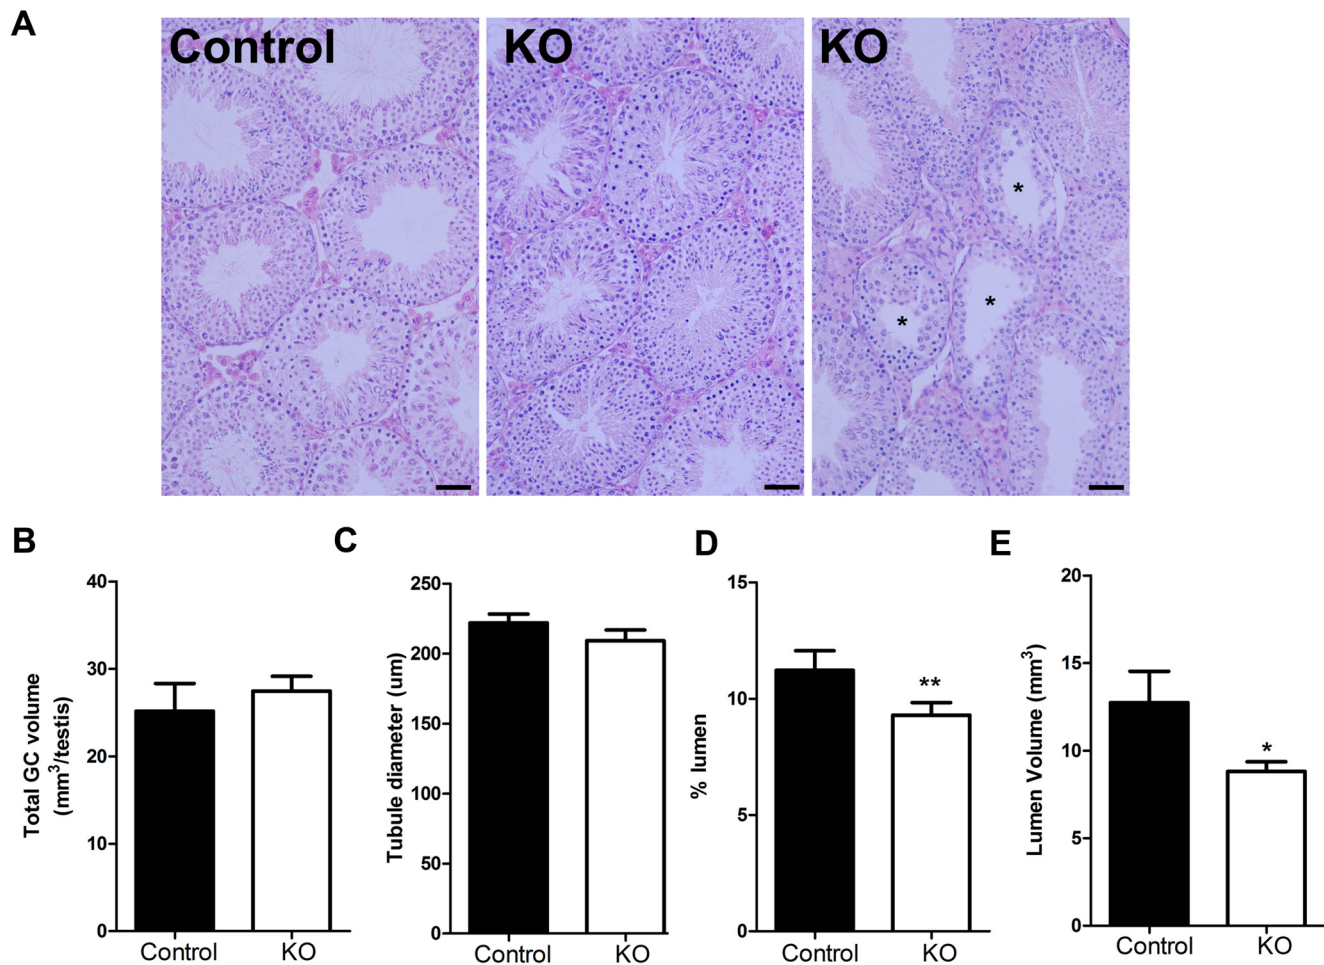 A
Control
KO
KO
*
*
*
B
Total GC volume
(mm³/testis)
40
30
20
10
0
Control
KO
C
Tubule diameter (um)
250
200
150
100
50
0
Control
KO
D
% lumen
15
10
5
0
**
Control
KO
E
Lumen Volume (mm³)
20
15
10
5
0
*
Control
KO